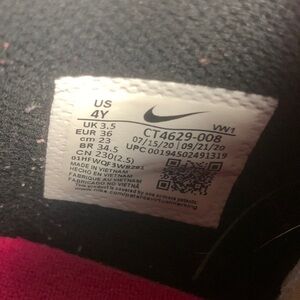 US
4Y
UK 3.5
EUR 36
cm 23
BR 34.5
CN 230(2.5)
VW1
CT4629-008
07/15/20 09/21/20
UPC 00194502491319
MADE IN VIETNAM
HECHO EN VIETNAM
FABRIQUÉ AU VIETNAM
FABRICADO NO VIETNAM